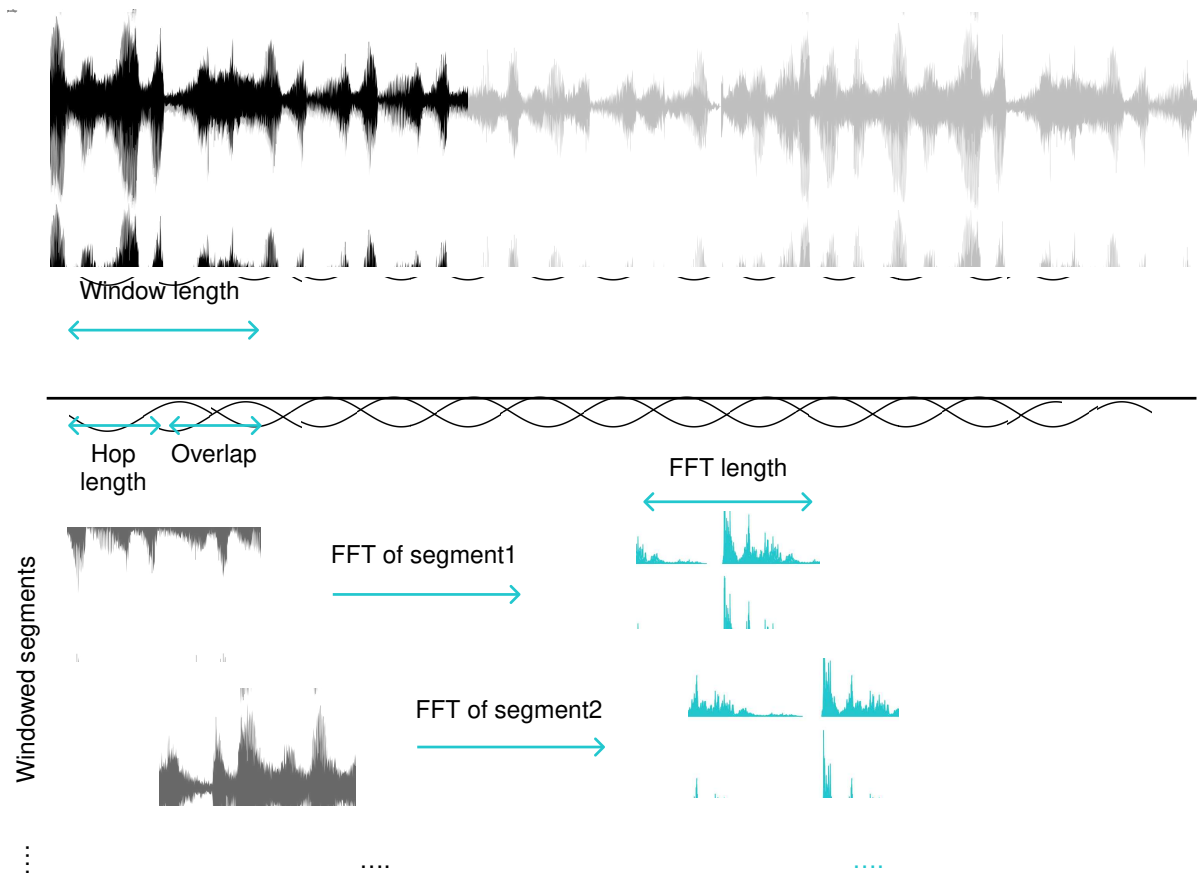 Window length
Hop
length
Overlap
FFT length
Windowed segments
FFT of segment1
FFT of segment2
....
....
....